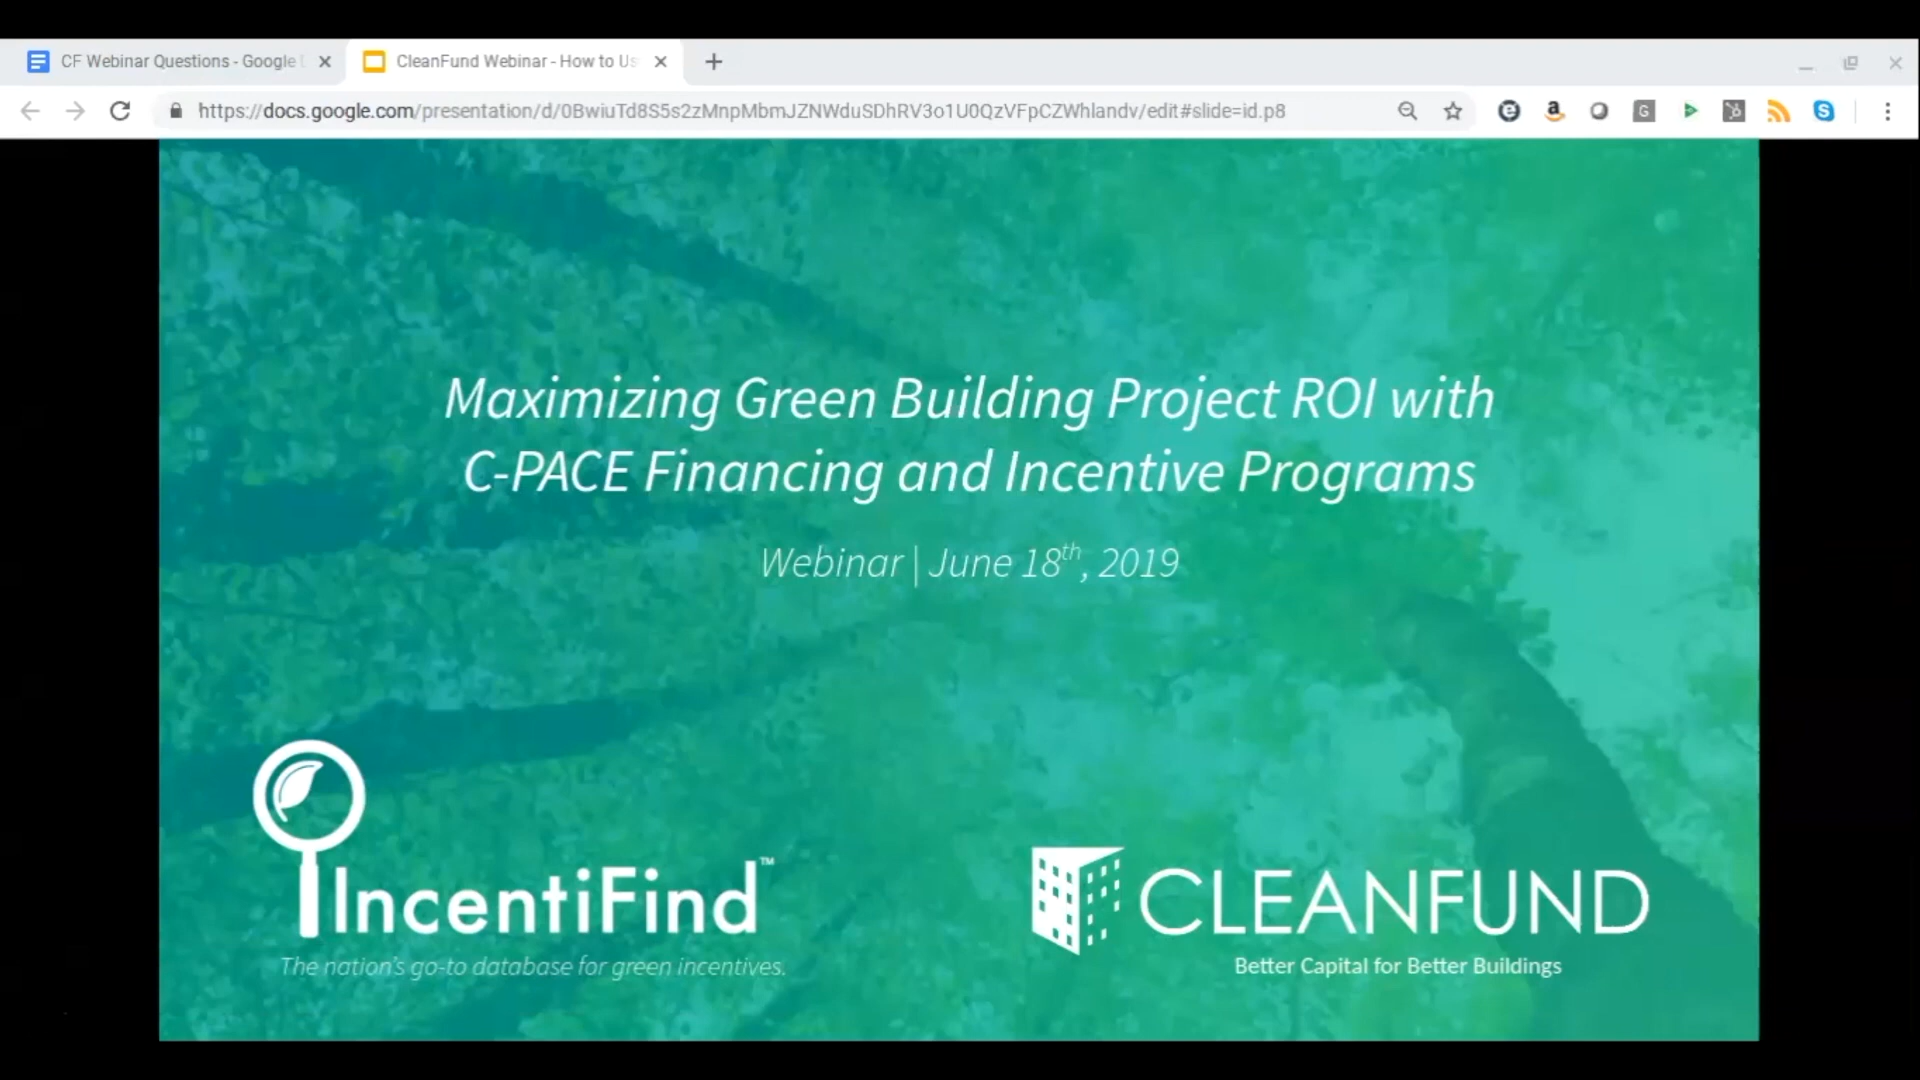 CF Webinar Questions - Google
CleanFund Webinar - How to Us
https://docs.google.com/presentation/d/0BwiuTd8S5s2zMnpMbmJZNWduSDhRV3o1U0QzVFpCZWhlandv/edit#slide=id.p8
Maximizing Green Building Project ROI with
C-PACE Financing and Incentive Programs
Webinar | June 18th, 2019
IncentiFind™
The nation's go-to database for green incentives.
CLEANFUND
Better Capital for Better Buildings